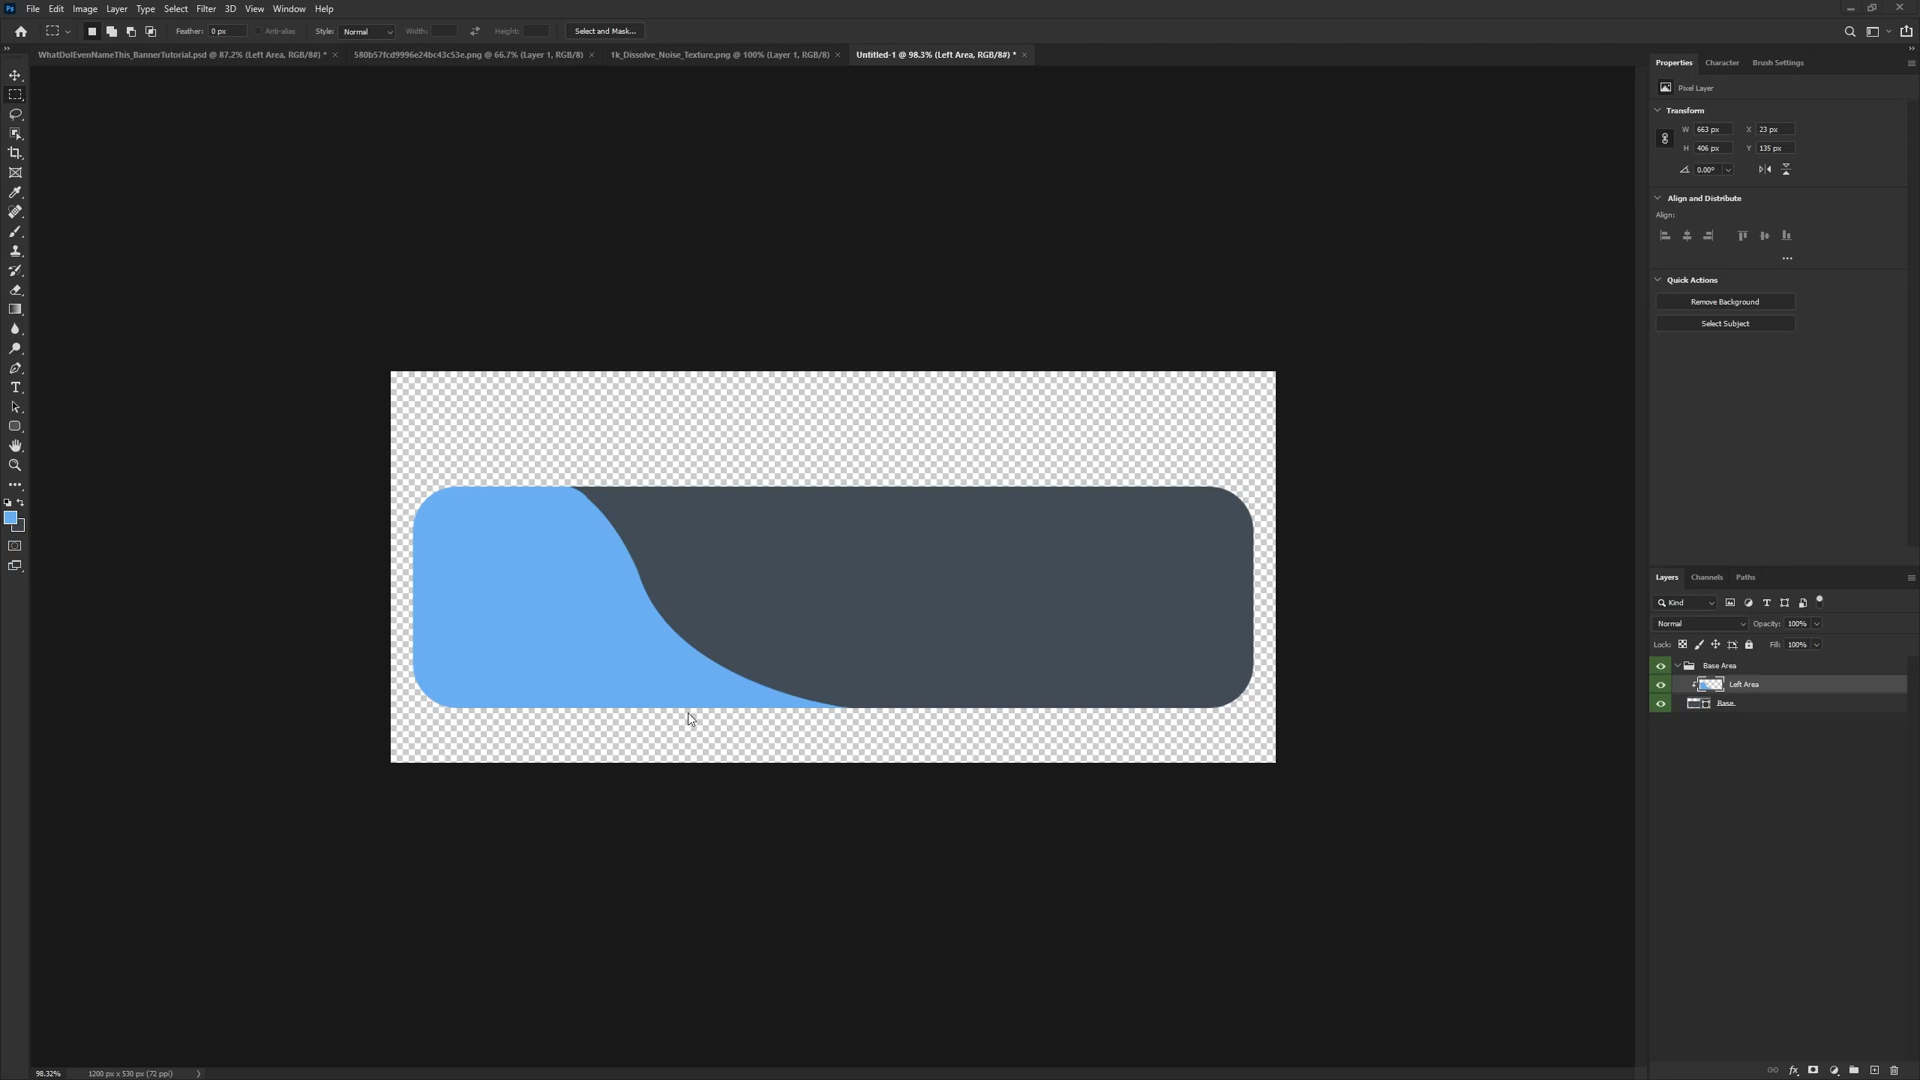 Ps File Edit Image Layer Type Select Filter 3D View Window Help
Feather: 0 px Anti-alias Style: Normal Width: Height: Select and Mask...
WhatDoIEvenNameThis_BannerTutorial.psd @ 87.2% (Left Area, RGB/8#) * 580b57fcd9996e24bc43c53e.png @ 66.7% (Layer 1, RGB/8) 1k_Dissolve_Noise_Texture.png @ 100% (Layer 1, RGB/8) Untitled-1 @ 98.3% (Left Area, RGB/8#) *
Properties Character Brush Settings
Pixel Layer
Transform
W 663 px X 23 px
H 406 px Y 135 px
0.00°
Align and Distribute
Align:
Quick Actions
Remove Background
Select Subject
Layers Channels Paths
Kind
Normal Opacity: 100%
Lock: Fill: 100%
Base Area
Left Area
Base
98.32% 1200 px x 530 px (72 ppi)